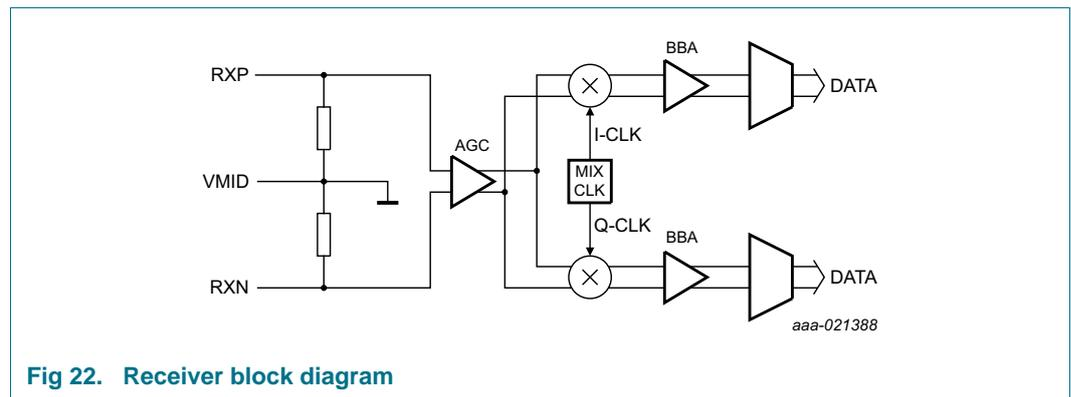 RXP
VMID
RXN
AGC
BBA
DATA
I-CLK
MIX
CLK
Q-CLK
BBA
DATA
aaa-021388
Fig 22. Receiver block diagram